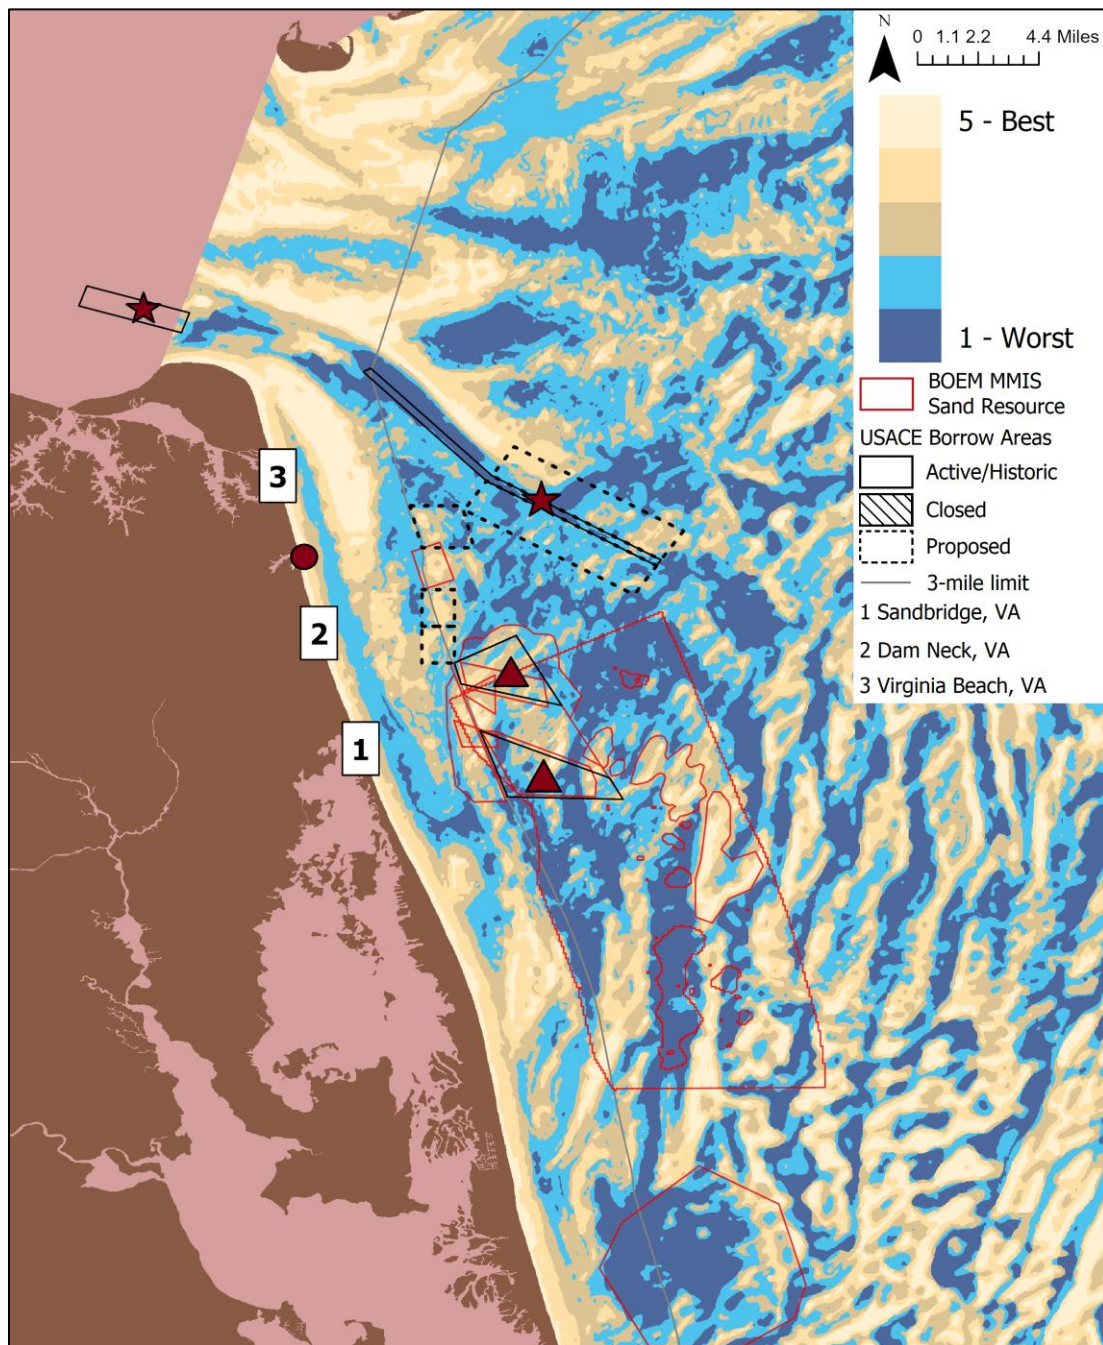 N
0 1.1 2.2 4.4 Miles
5 - Best
1 - Worst
BOEM MMIS
Sand Resource
USACE Borrow Areas
Active/Historic
Closed
Proposed
3-mile limit
1 Sandbridge, VA
2 Dam Neck, VA
3 Virginia Beach, VA
3
2
1